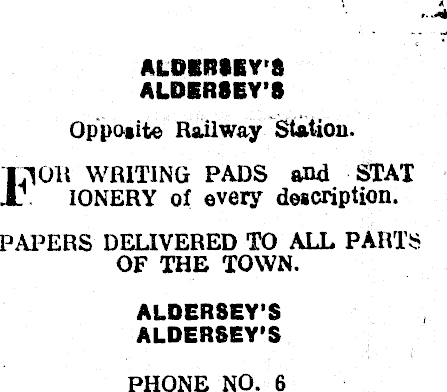 ALDERSEY'S
ALDERSEY'S
Opposite Railway Station.
FOR WRITING PADS and STAT
IONERY of every description.
PAPERS DELIVERED TO ALL PARTS
OF THE TOWN.
ALDERSEY'S
ALDERSEY'S
PHONE NO. 6